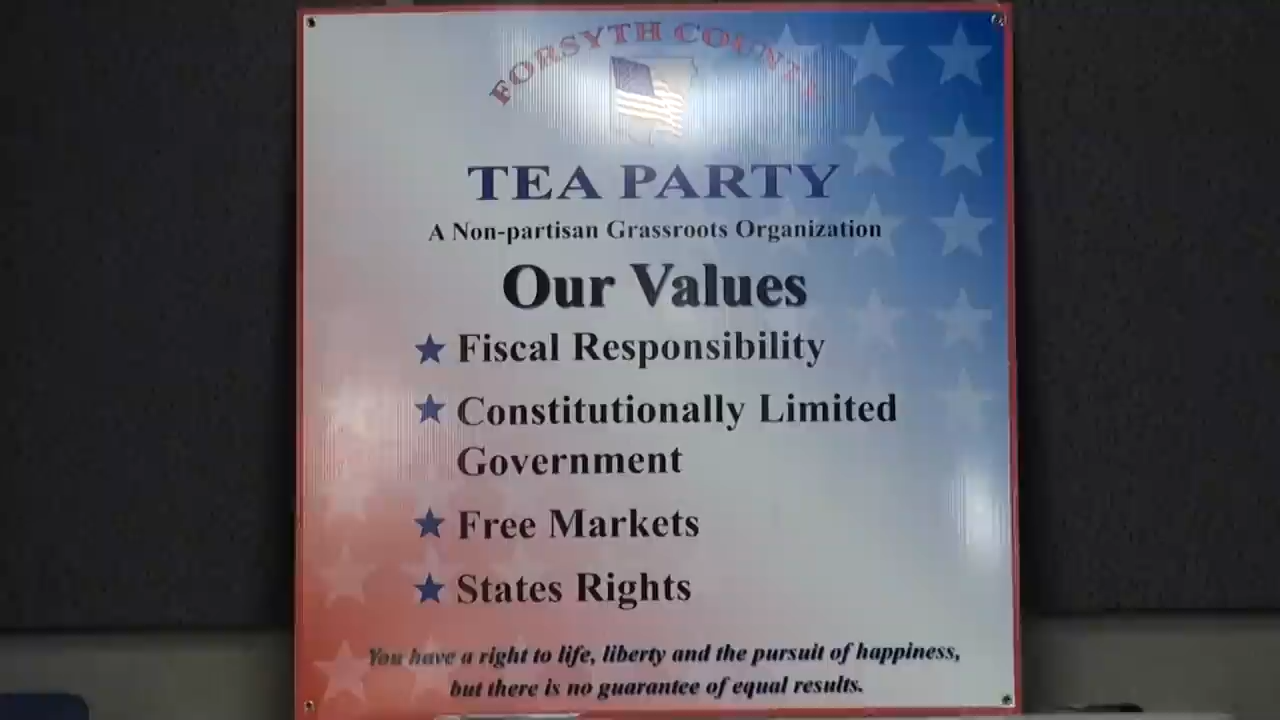 FORSYTH COUNTY
TEA PARTY
A Non-partisan Grassroots Organization
Our Values
Fiscal Responsibility
Constitutionally Limited
Government
Free Markets
States Rights
You have a right to life, liberty and the pursuit of happiness,
but there is no guarantee of equal results.